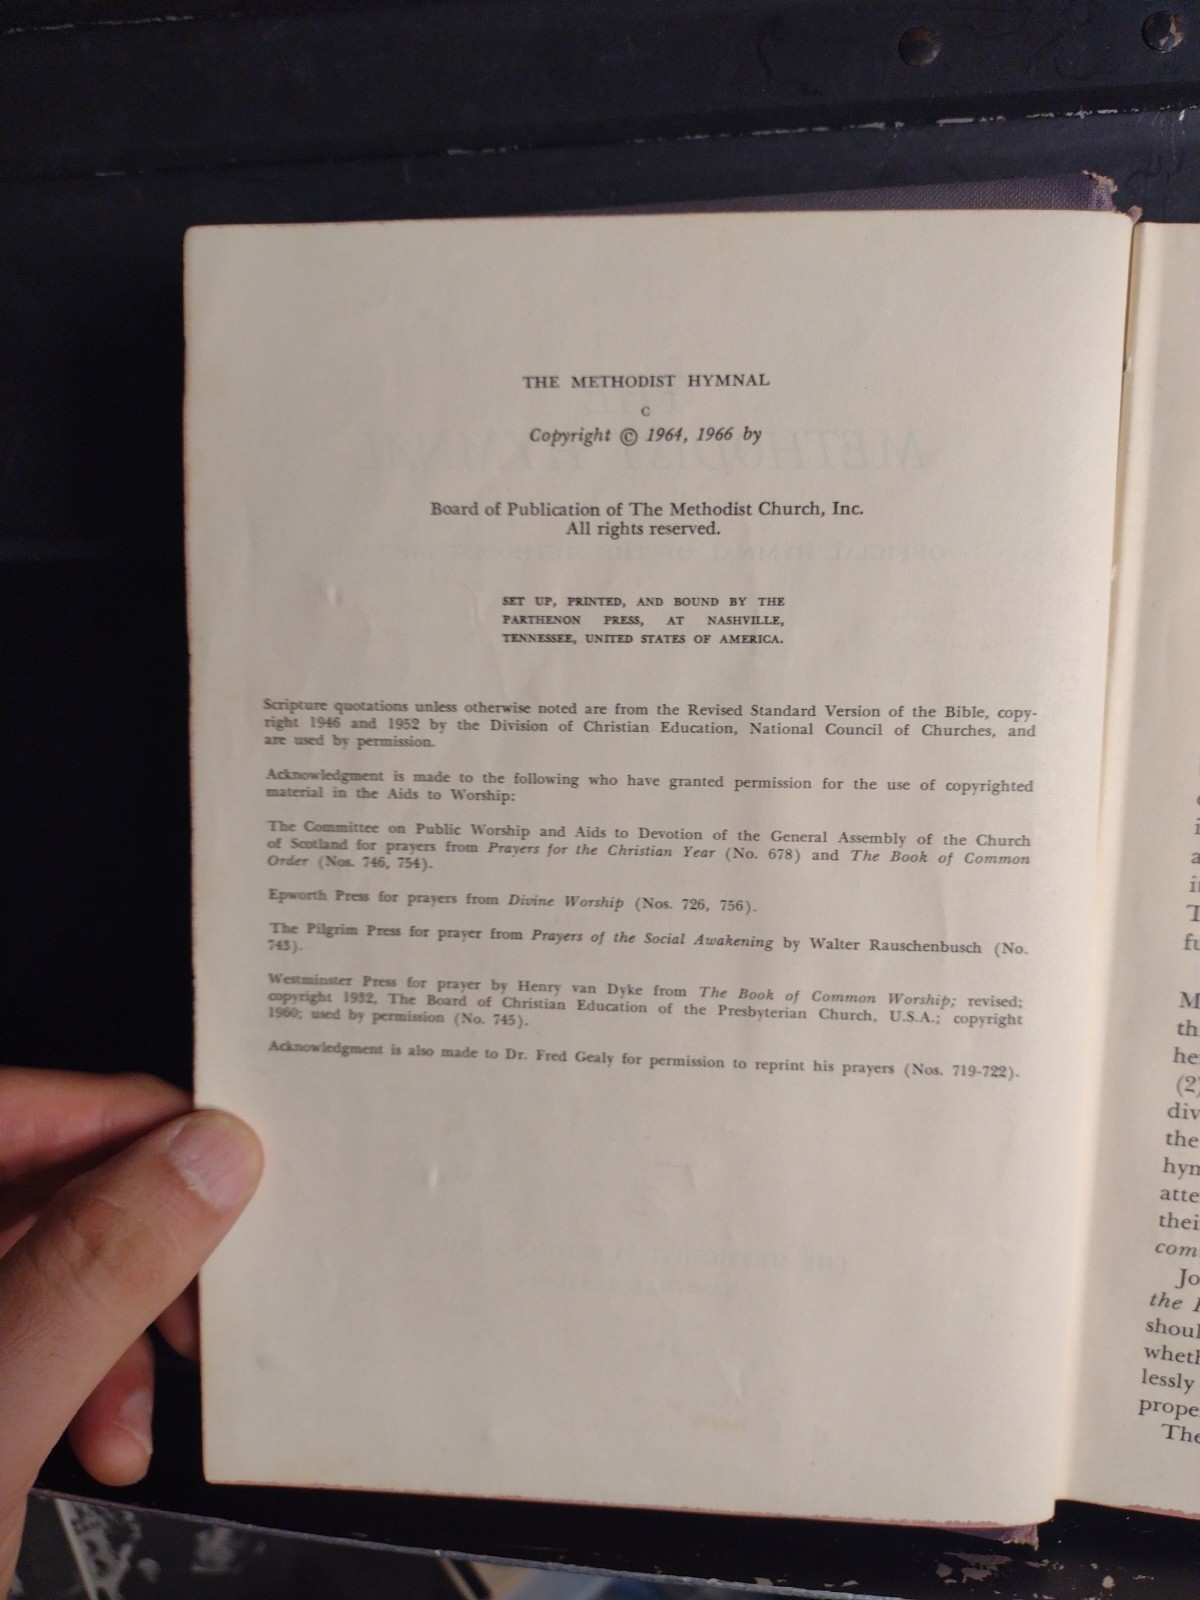 THE METHODIST HYMNAL
C
Copyright © 1964, 1966 by
Board of Publication of The Methodist Church, Inc.
All rights reserved.
SET UP, PRINTED, AND BOUND BY THE
PARTHENON PRESS, AT NASHVILLE,
TENNESSEE, UNITED STATES OF AMERICA.
Scripture quotations unless otherwise noted are from the Revised Standard Version of the Bible, copy-
right 1946 and 1952 by the Division of Christian Education, National Council of Churches, and
are used by permission.
Acknowledgment is made to the following who have granted permission for the use of copyrighted
material in the Aids to Worship:
The Committee on Public Worship and Aids to Devotion of the General Assembly of the Church
of Scotland for prayers from Prayers for the Christian Year (No. 678) and The Book of Common
Order (Nos. 746, 754).
Epworth Press for prayers from Divine Worship (Nos. 726, 756).
The Pilgrim Press for prayer from Prayers of the Social Awakening by Walter Rauschenbusch (No.
743).
Westminster Press for prayer by Henry van Dyke from The Book of Common Worship; revised;
copyright 1932, The Board of Christian Education of the Presbyterian Church, U.S.A.; copyright
1960; used by permission (No. 745).
Acknowledgment is also made to Dr. Fred Gealy for permission to reprint his prayers (Nos. 719-722).
(2)
the
the
lessly
The